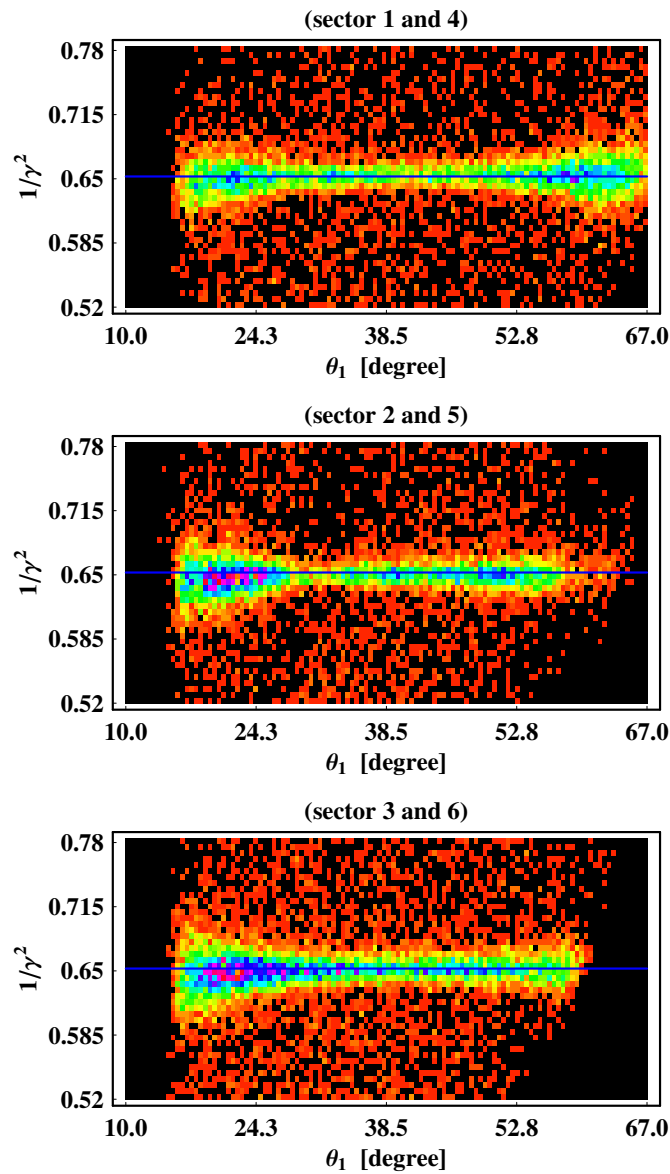 (sector 1 and 4)
0.78
0.715
0.65
0.585
0.52
1/γ²
10.0 24.3 38.5 52.8 67.0
θ₁ [degree]
(sector 2 and 5)
0.78
0.715
0.65
0.585
0.52
1/γ²
10.0 24.3 38.5 52.8 67.0
θ₁ [degree]
(sector 3 and 6)
0.78
0.715
0.65
0.585
0.52
1/γ²
10.0 24.3 38.5 52.8 67.0
θ₁ [degree]